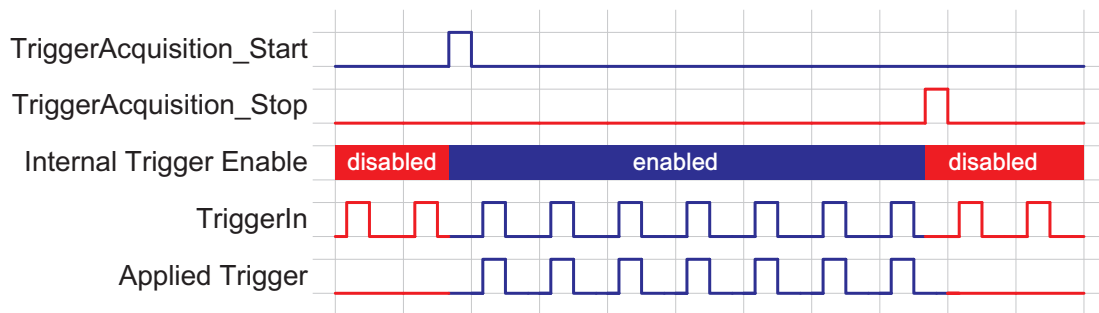 TriggerAcquisition_Start
TriggerAcquisition_Stop
Internal Trigger Enable disabled enabled disabled
TriggerIn
Applied Trigger